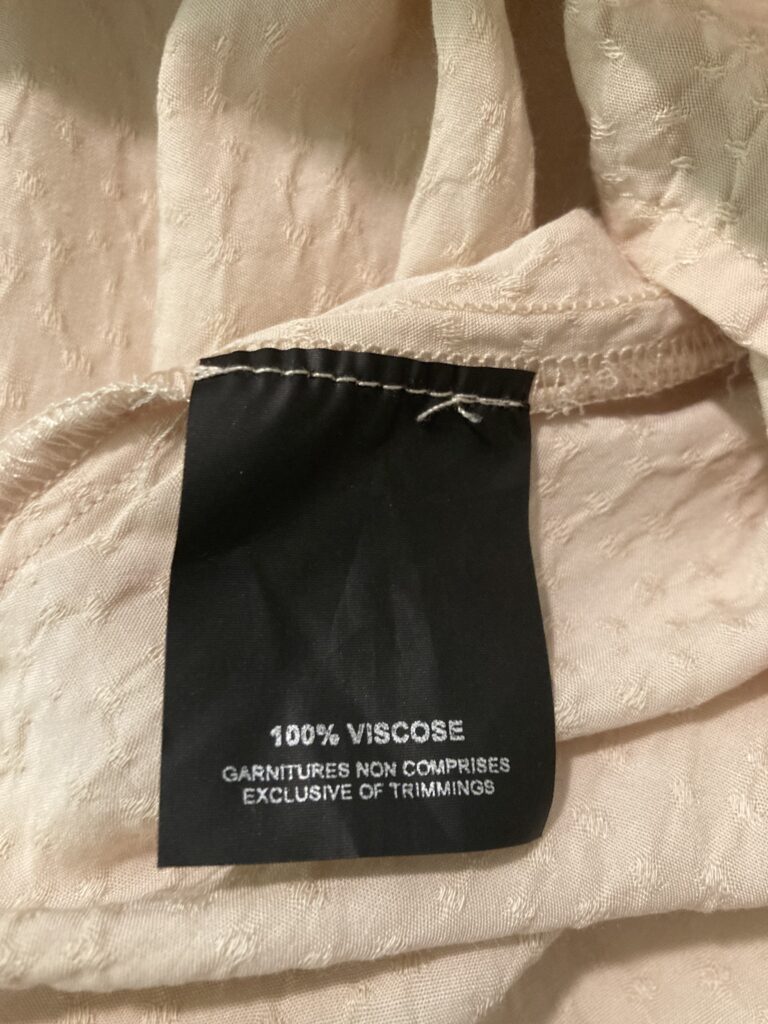 100% VISCOSE
GARNITURES NON COMPRISES
EXCLUSIVE OF TRIMMINGS